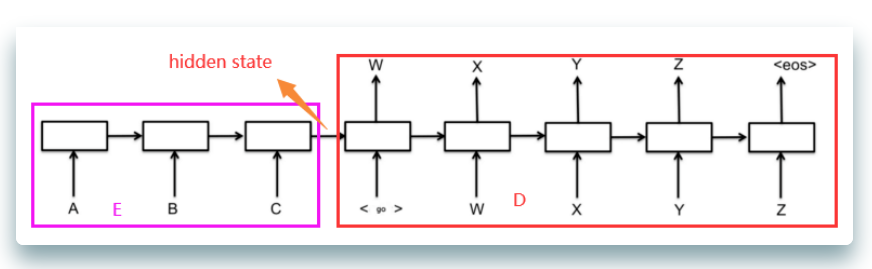 hidden state
W X Y Z <eos>
A E B C < go > W D X Y Z